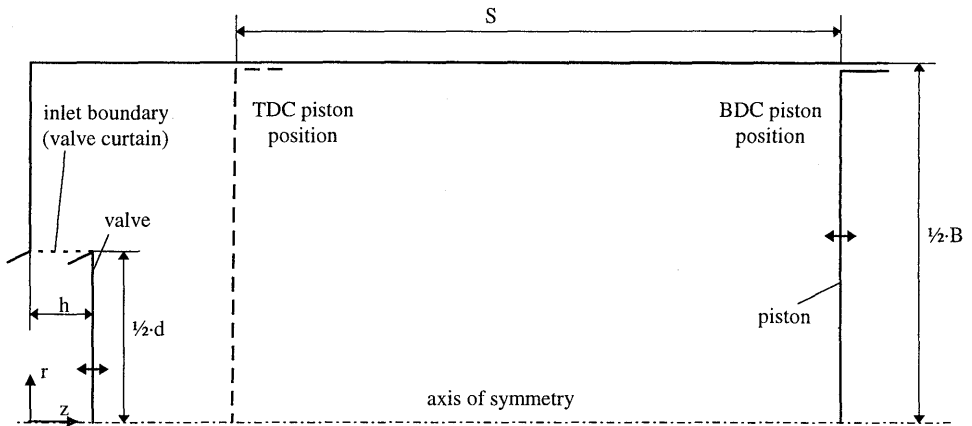 S
TDC piston
position
BDC piston
position
inlet boundary
(valve curtain)
valve
½·B
h
½·d
piston
r
z
axis of symmetry